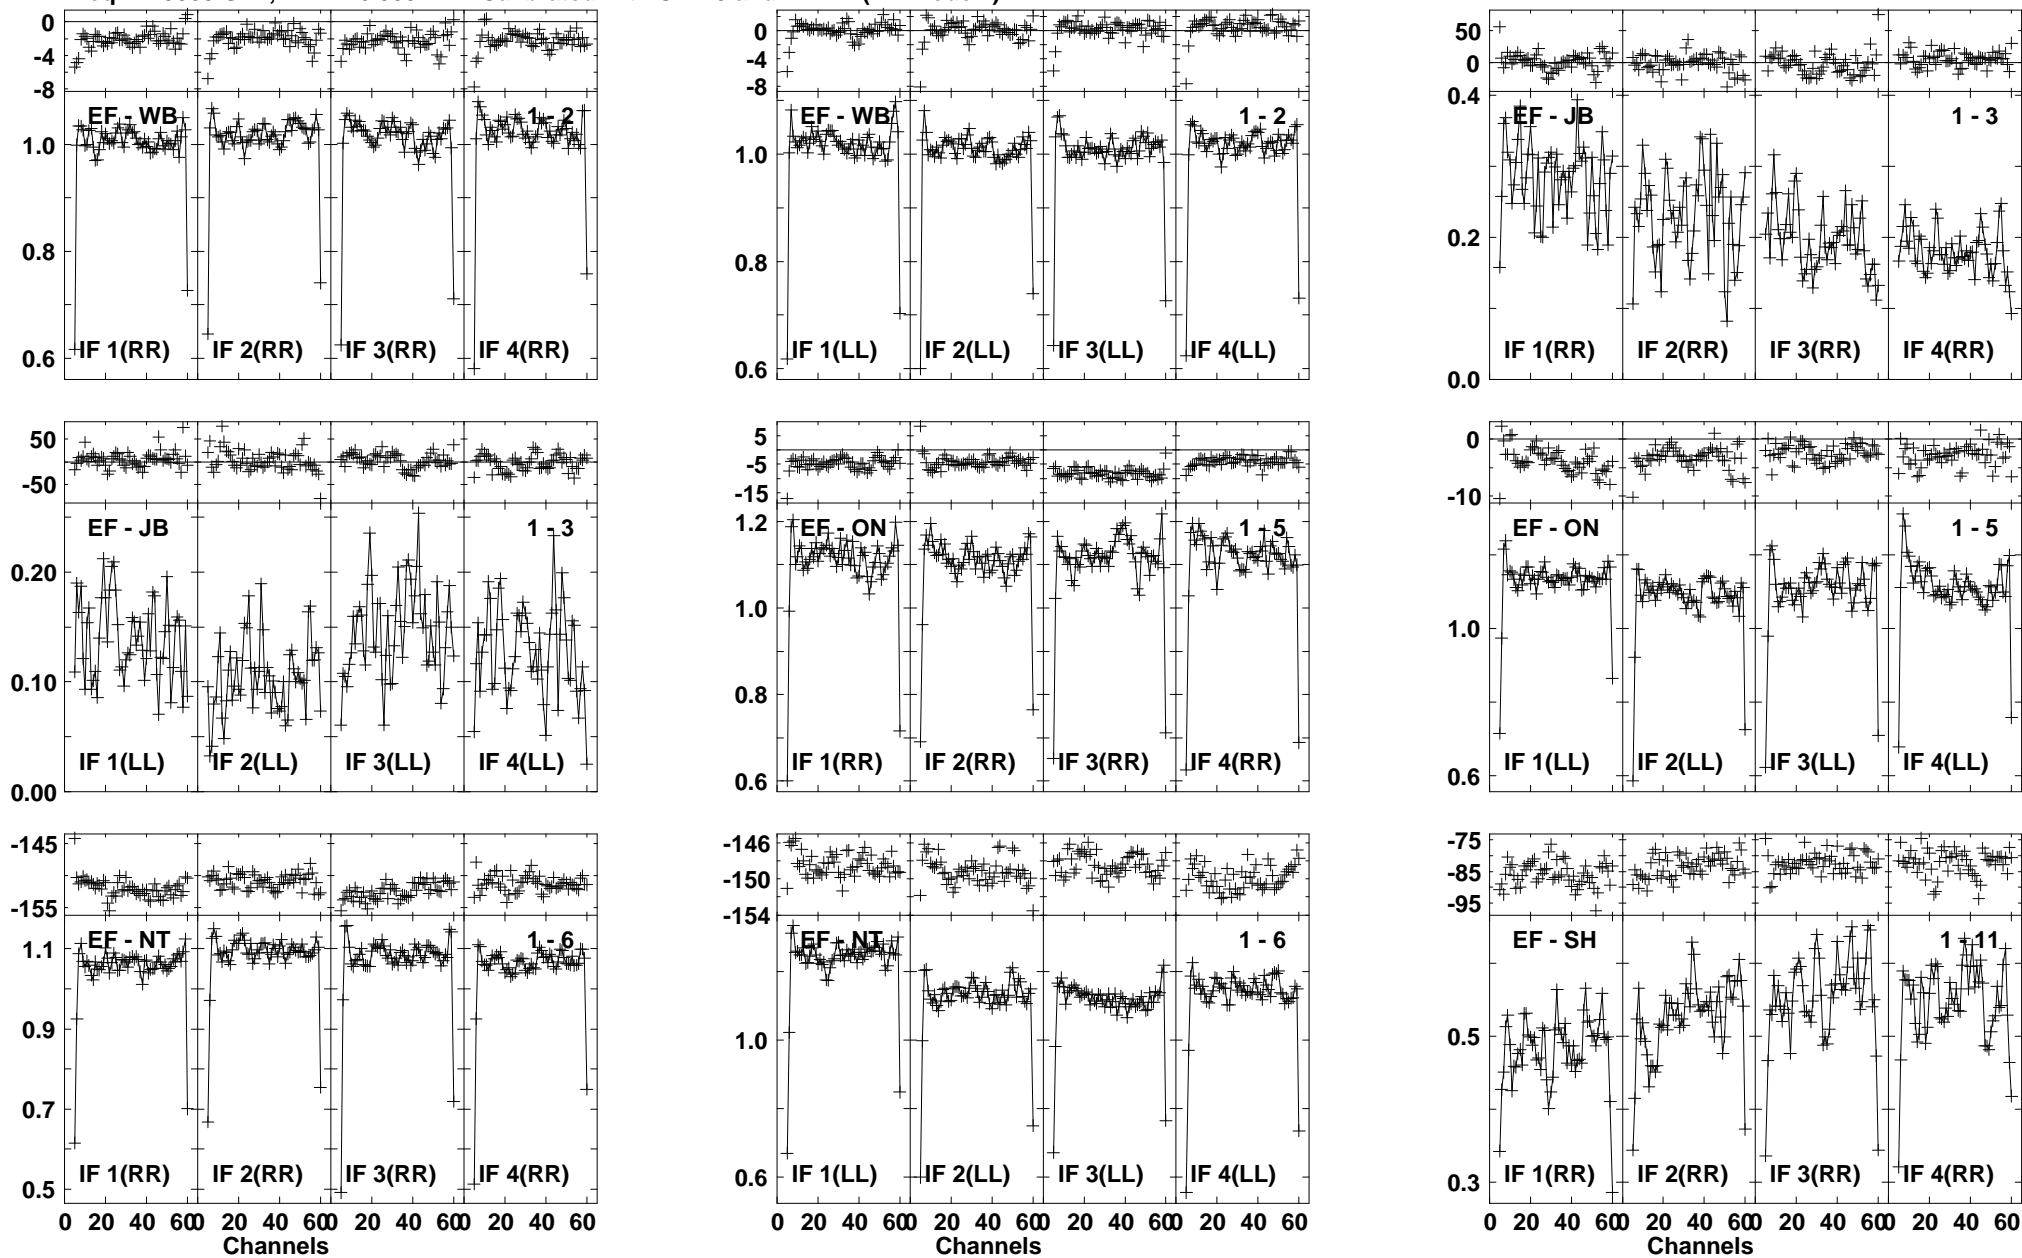 0 -4 -8
EF - WB 1 - 2
1.0 0.8 0.6
IF 1(RR) IF 2(RR) IF 3(RR) IF 4(RR)
0 -4 -8
EF - WB 1 - 2
1.0 0.8 0.6
IF 1(LL) IF 2(LL) IF 3(LL) IF 4(LL)
50 0
EF - JB 1 - 3
0.4 0.2 0.0
IF 1(RR) IF 2(RR) IF 3(RR) IF 4(RR)
50 -50
EF - JB 1 - 3
0.20 0.10 0.00
IF 1(LL) IF 2(LL) IF 3(LL) IF 4(LL)
5 -5 -15
EF - ON 1 - 5
1.2 1.0 0.8 0.6
IF 1(RR) IF 2(RR) IF 3(RR) IF 4(RR)
0 -10
EF - ON 1 - 5
1.0 0.6
IF 1(LL) IF 2(LL) IF 3(LL) IF 4(LL)
-145 -155
EF - NT 1 - 6
1.1 0.9 0.7 0.5
IF 1(RR) IF 2(RR) IF 3(RR) IF 4(RR)
0 20 40 60 0 20 40 60 0 20 40 60 0 20 40 60
Channels
-146 -150 -154
EF - NT 1 - 6
1.0 0.6
IF 1(LL) IF 2(LL) IF 3(LL) IF 4(LL)
0 20 40 60 0 20 40 60 0 20 40 60 0 20 40 60
Channels
-75 -85 -95
EF - SH 1 - 11
0.5 0.3
IF 1(RR) IF 2(RR) IF 3(RR) IF 4(RR)
0 20 40 60 0 20 40 60 0 20 40 60 0 20 40 60
Channels